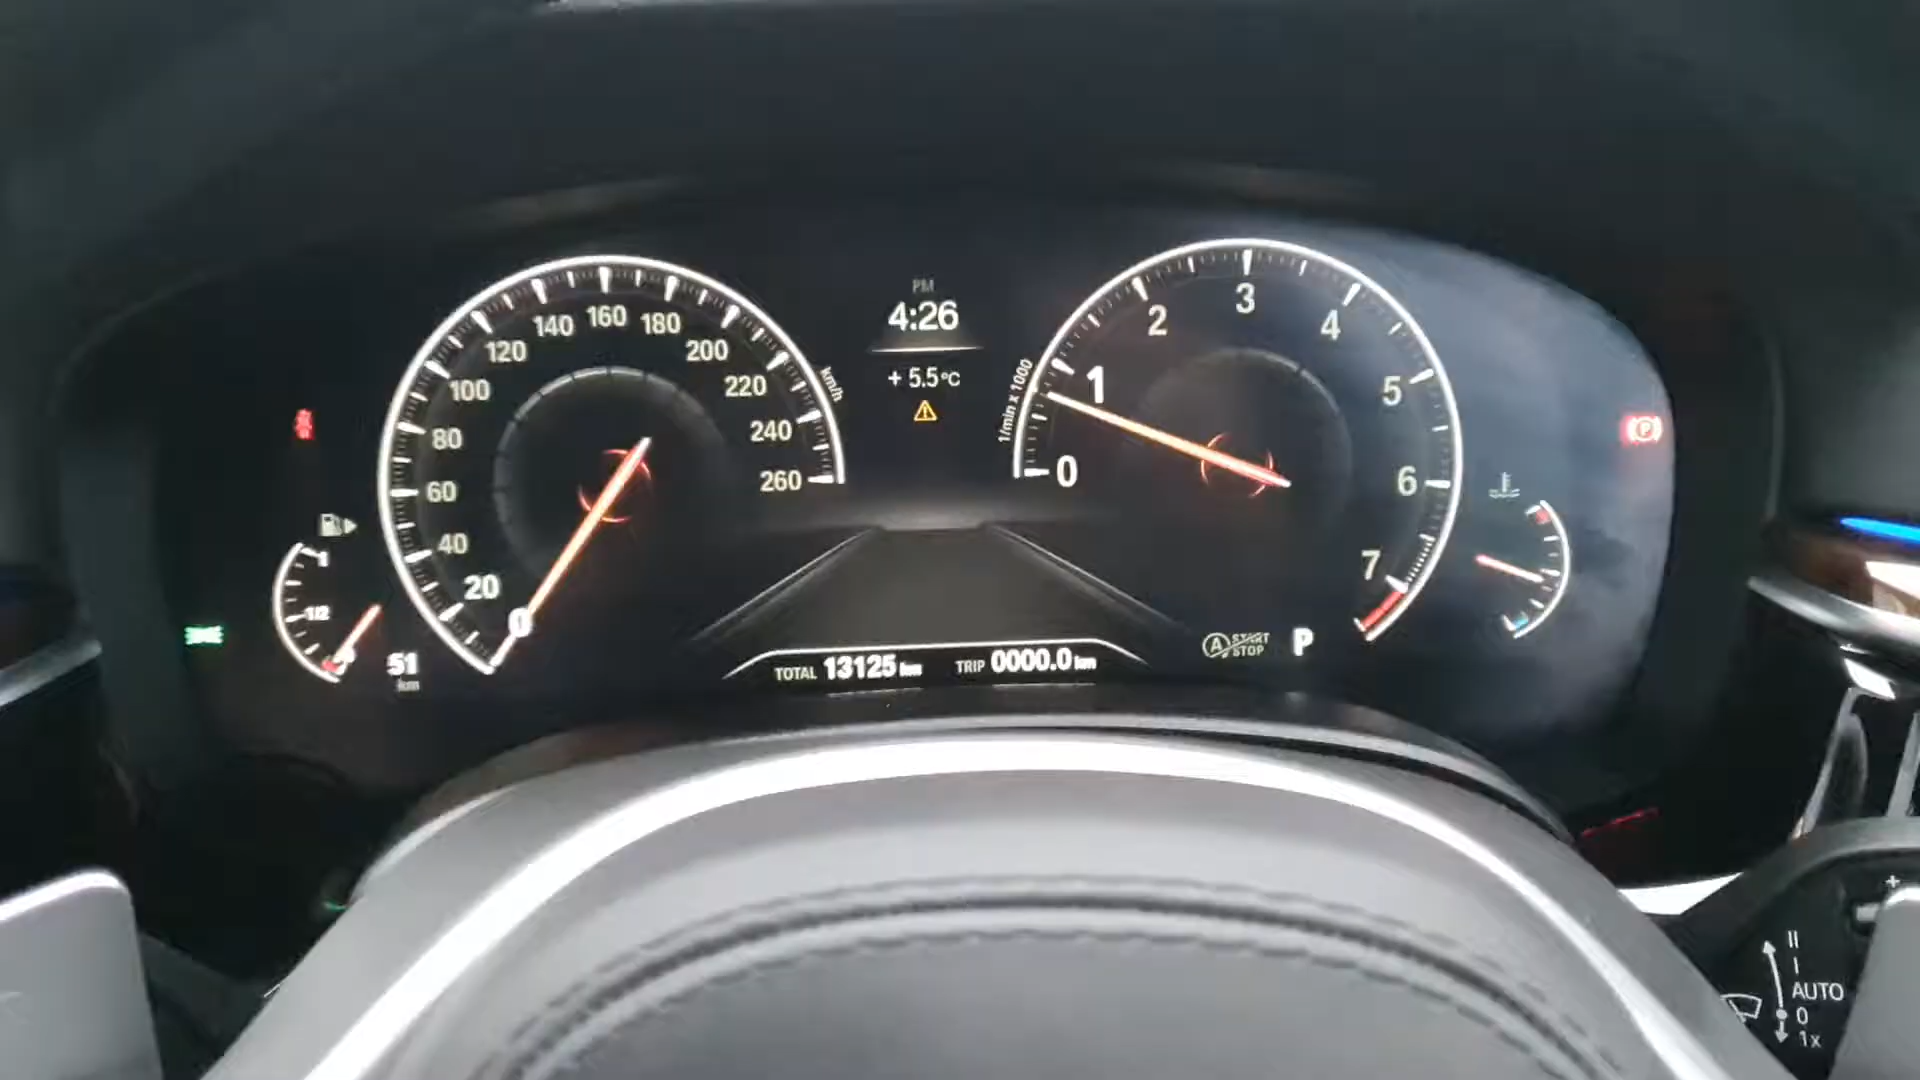 PM
4:26
+ 5.5°C
0
20
40
60
80
100
120
140
160
180
200
220
240
260
km/h
1/min x 1000
0
1
2
3
4
5
6
7
1/2
51
km
TOTAL 13125 km
TRIP 0000.0 km
A START STOP
P
(P)
+
II
I
AUTO
0
1x